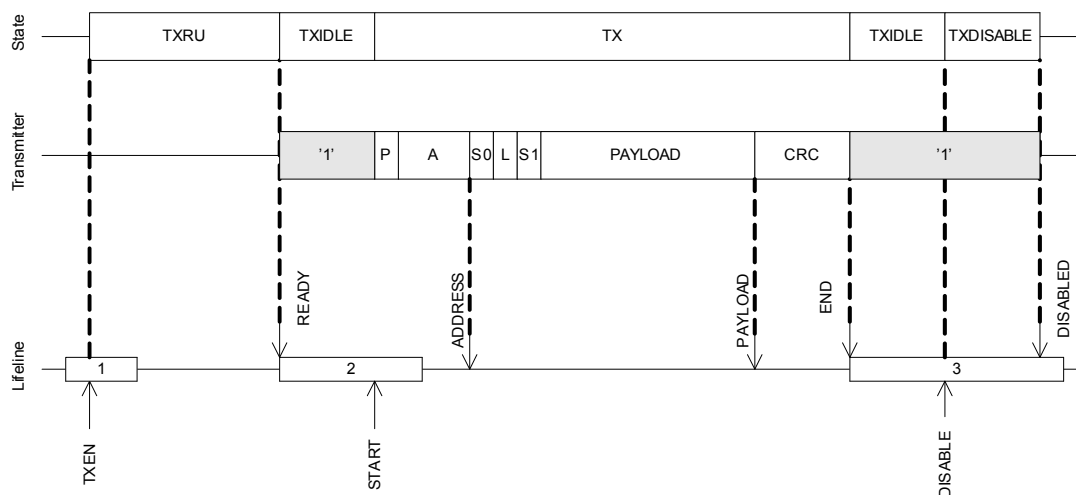 State
TXRU TXIDLE TX TXIDLE TXDISABLE
Transmitter
'1' P A S0 L S1 PAYLOAD CRC '1'
READY
ADDRESS
PAYLOAD
END
DISABLED
Lifeline
1 2 3
TXEN
START
DISABLE